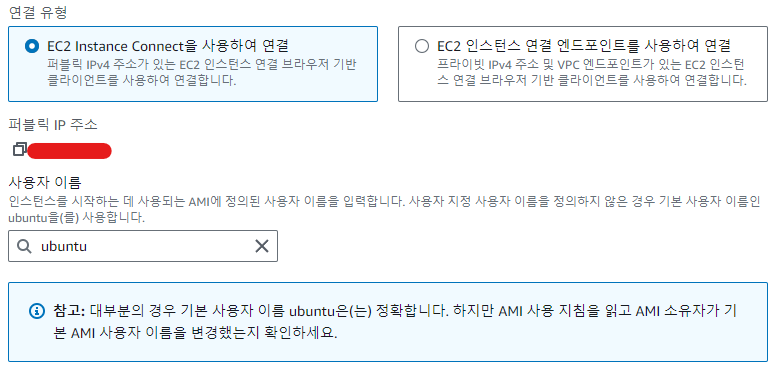 연결 유형
EC2 Instance Connect을 사용하여 연결
퍼블릭 IPv4 주소가 있는 EC2 인스턴스 연결 브라우저 기반
클라이언트를 사용하여 연결합니다.
EC2 인스턴스 연결 엔드포인트를 사용하여 연결
프라이빗 IPv4 주소 및 VPC 엔드포인트가 있는 EC2 인스턴
스 연결 브라우저 기반 클라이언트를 사용하여 연결합니다.
퍼블릭 IP 주소
사용자 이름
인스턴스를 시작하는 데 사용되는 AMI에 정의된 사용자 이름을 입력합니다. 사용자 지정 사용자 이름을 정의하지 않은 경우 기본 사용자 이름인
ubuntu을(를) 사용합니다.
ubuntu
참고: 대부분의 경우 기본 사용자 이름 ubuntu은(는) 정확합니다. 하지만 AMI 사용 지침을 읽고 AMI 소유자가 기
본 AMI 사용자 이름을 변경했는지 확인하세요.